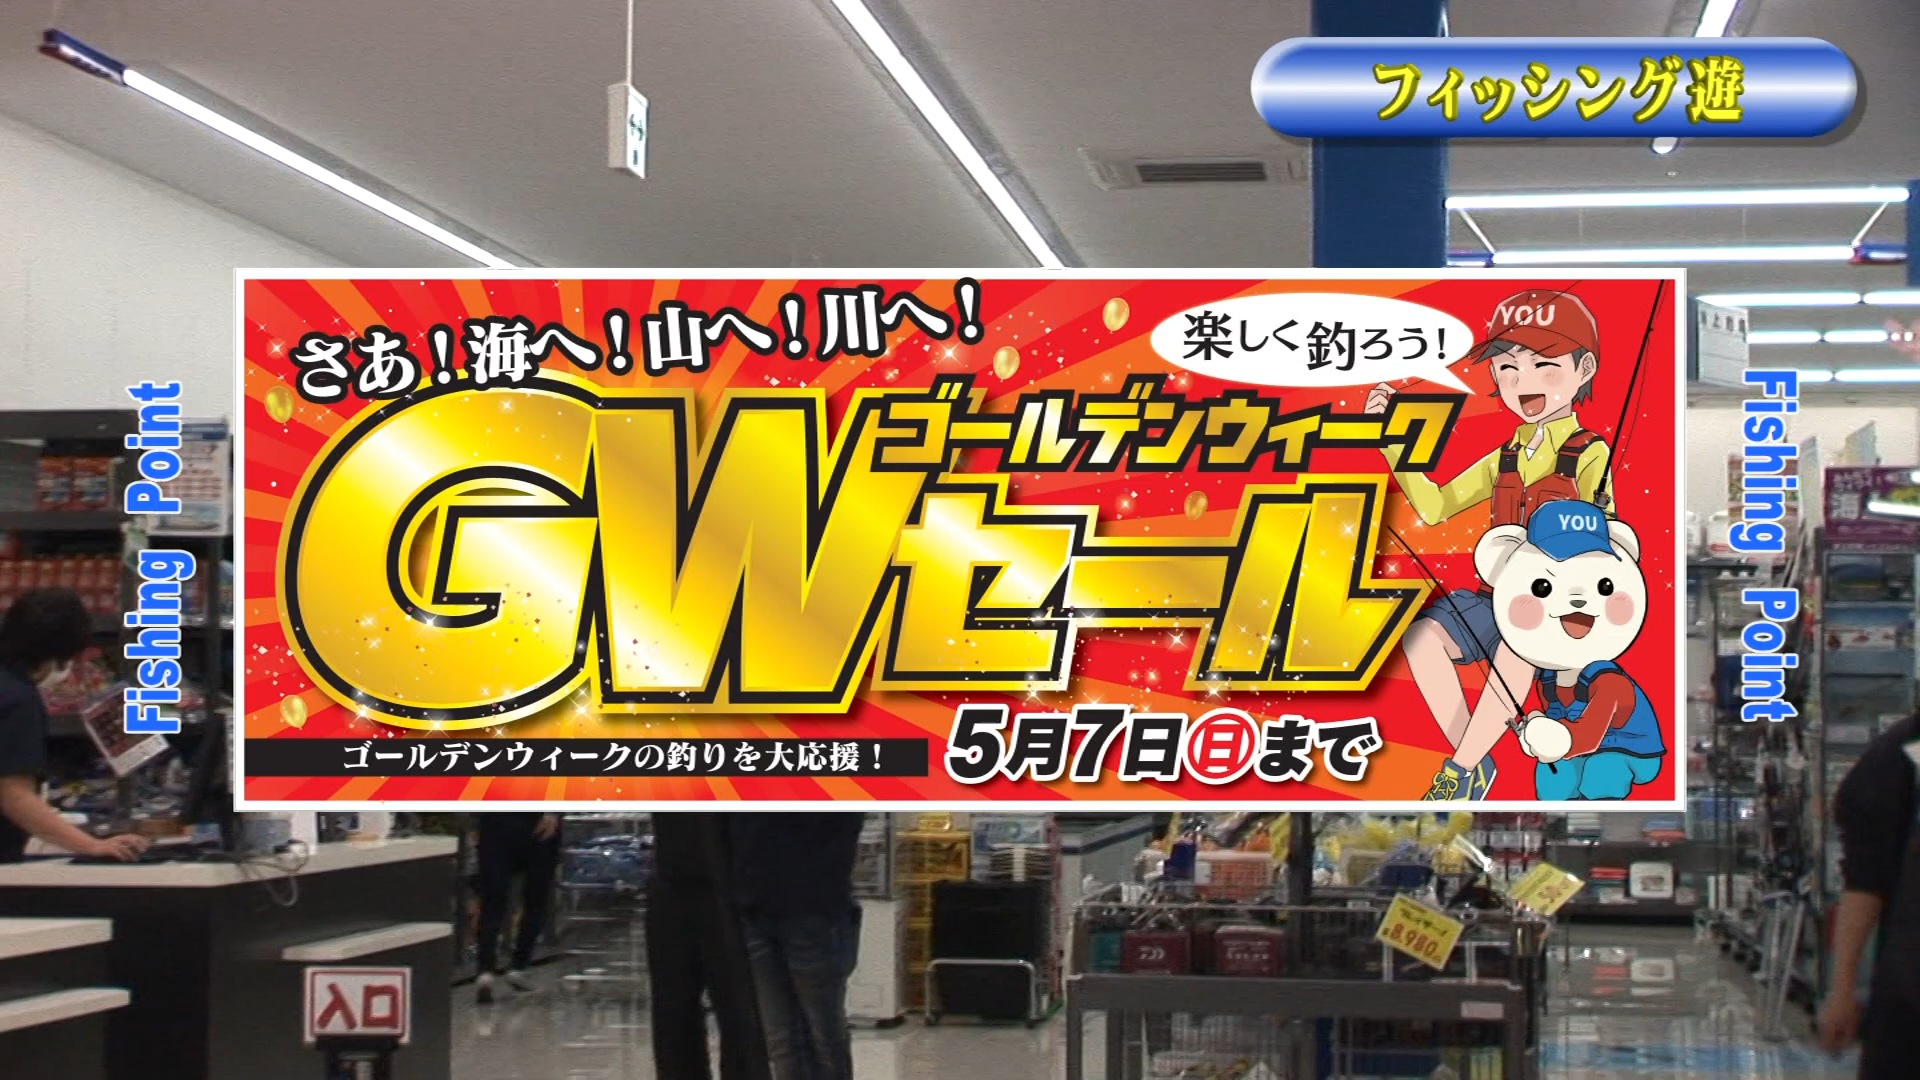 フィッシング遊
さあ！海へ！山へ！川へ！
楽しく釣ろう！
YOU
GW
ゴールデンウィーク
セール
YOU
ゴールデンウィークの釣りを大応援！
5月7日㊐まで
Fishing Point
Fishing Point
8,980
入口